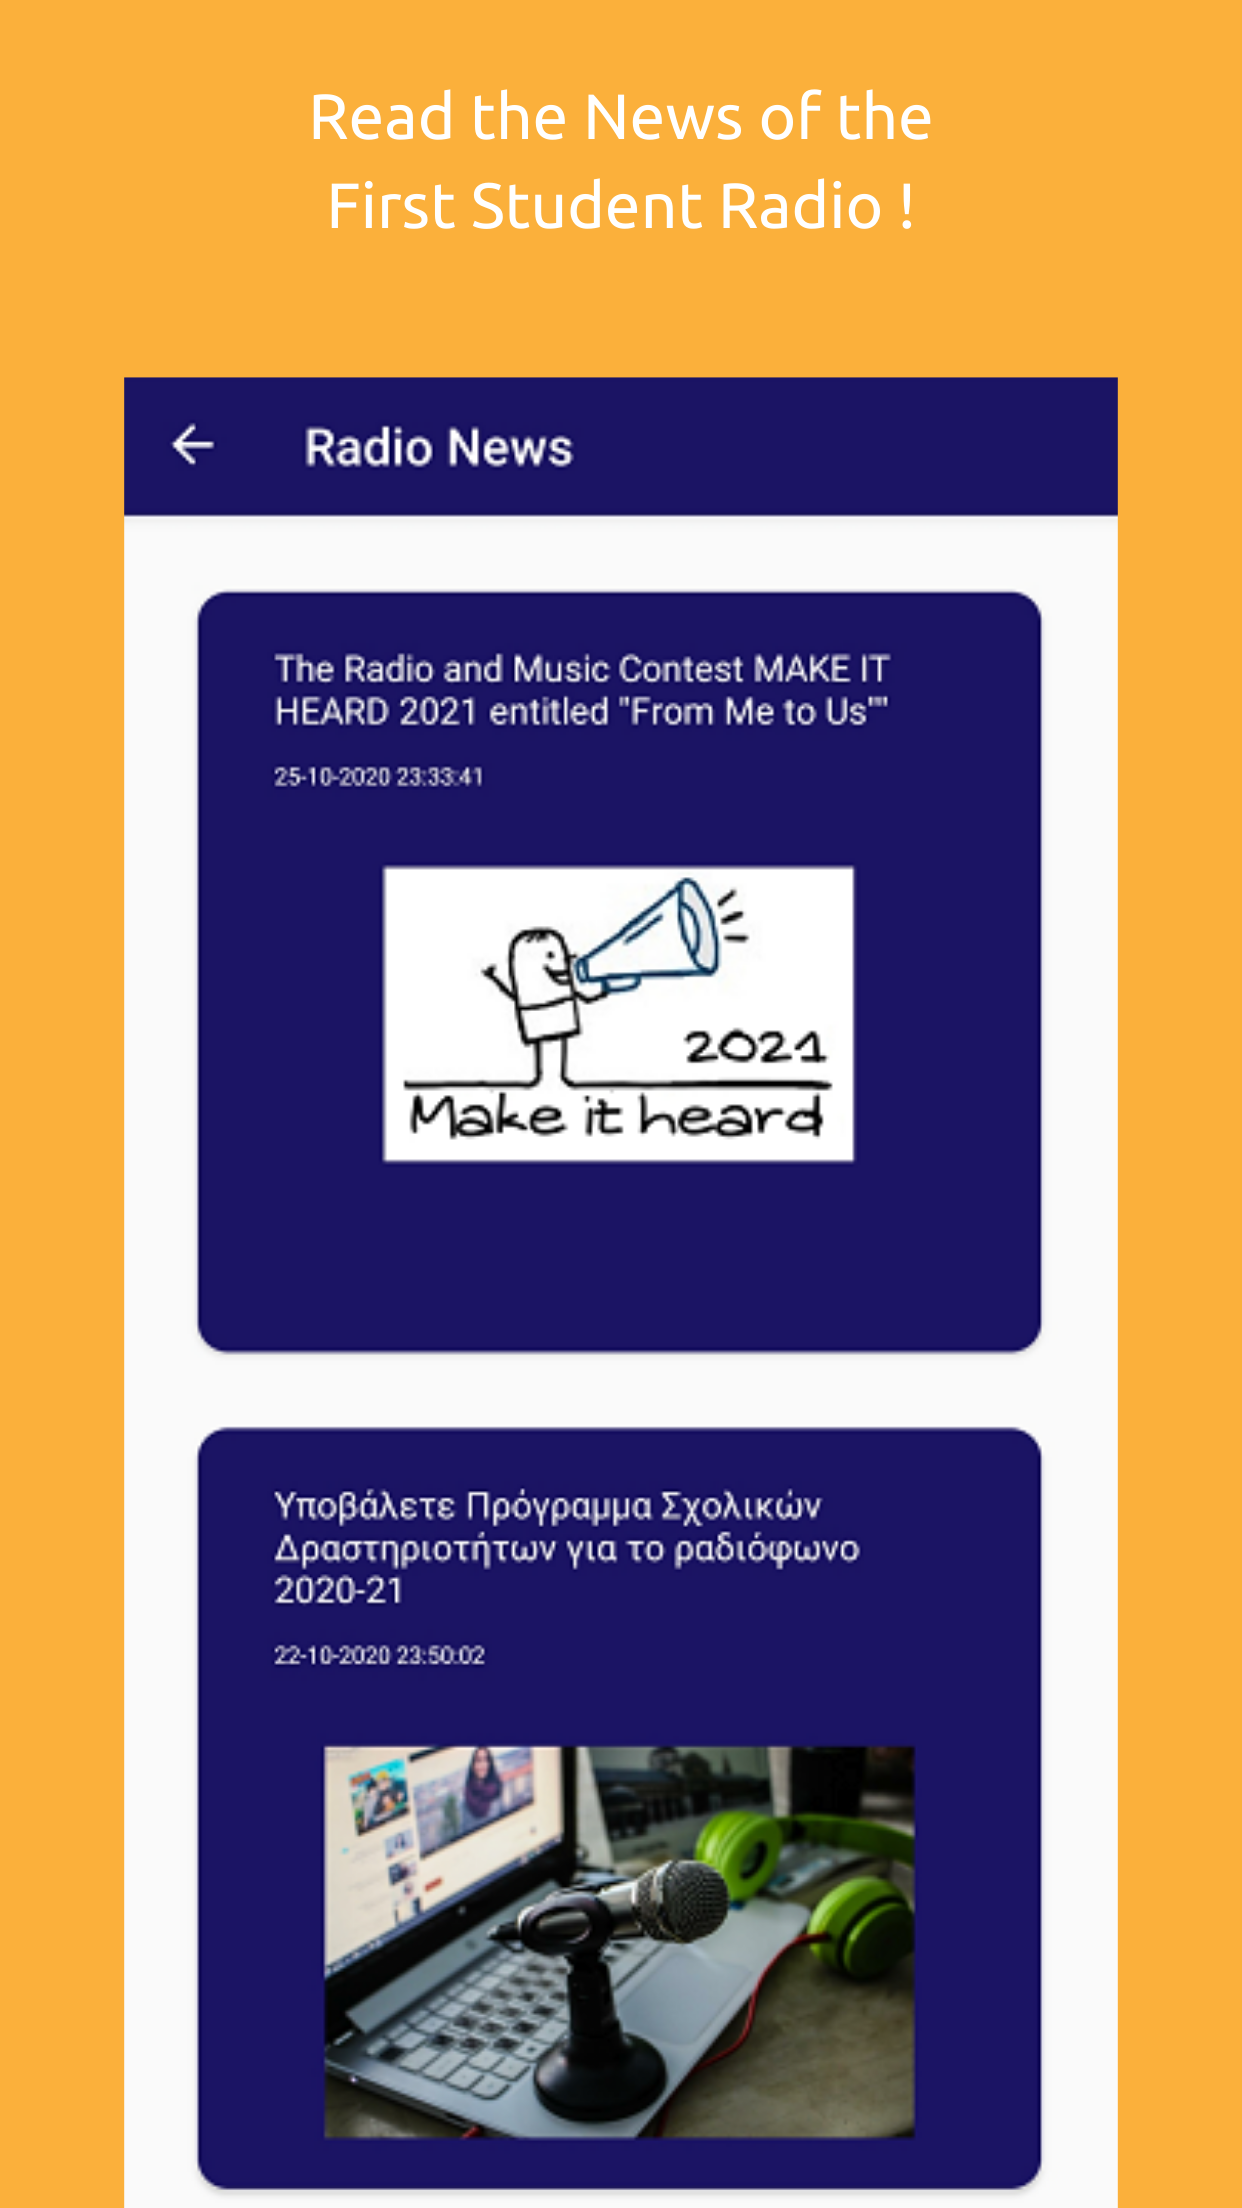 Read the News of the
First Student Radio !
Radio News
The Radio and Music Contest MAKE IT
HEARD 2021 entitled "From Me to Us""
25-10-2020 23:33:41
2021
Make it heard
Υποβάλετε Πρόγραμμα Σχολικών
Δραστηριοτήτων για το ραδιόφωνο
2020-21
22-10-2020 23:50:02